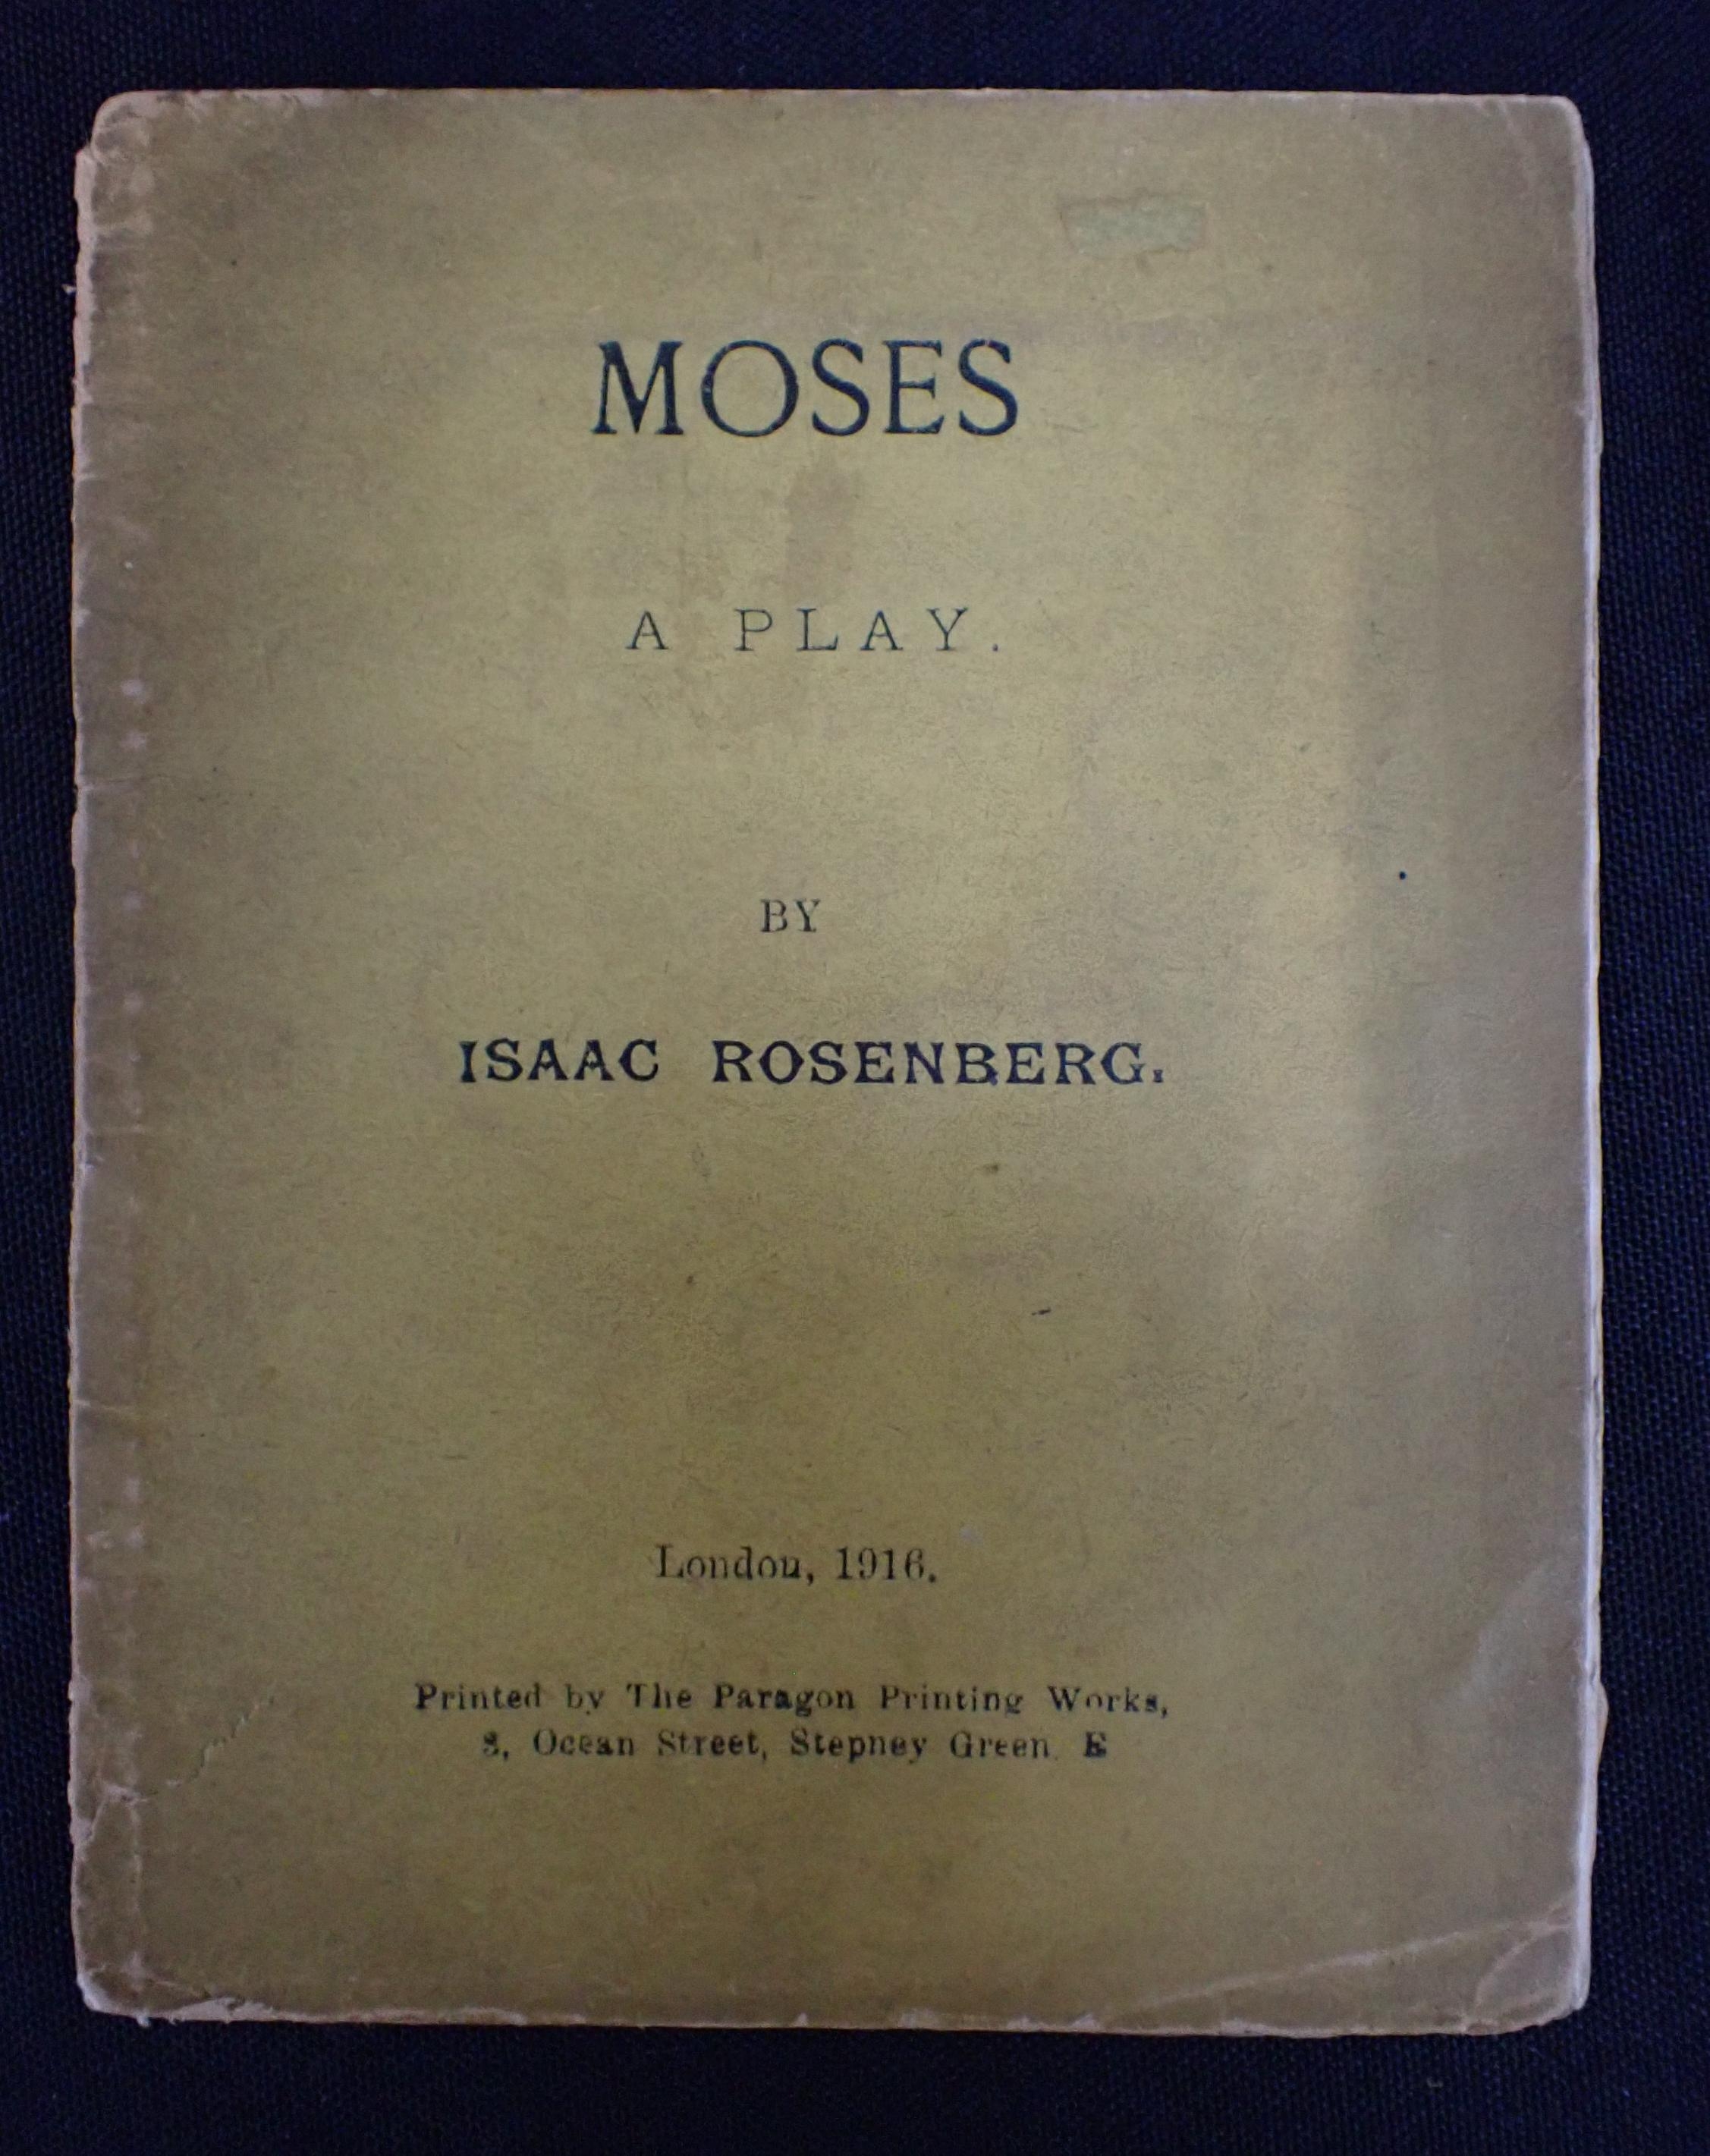 MOSES
A PLAY.
BY
ISAAC ROSENBERG.
London, 1916.
Printed by The Paragon Printing Works,
8, Ocean Street, Stepney Green E